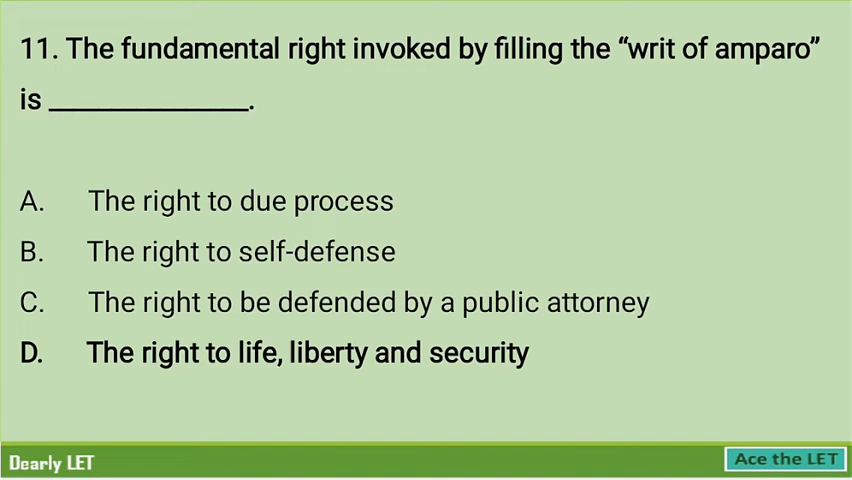 11. The fundamental right invoked by filling the “writ of amparo”
is _______________.
A. The right to due process
B. The right to self-defense
C. The right to be defended by a public attorney
D. The right to life, liberty and security
Dearly LET
Ace the LET